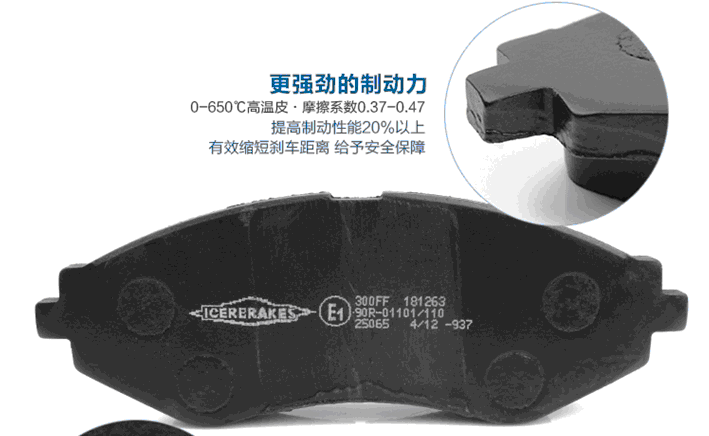 更强劲的制动力
0-650℃高温皮·摩擦系数0.37-0.47
提高制动性能20%以上
有效缩短刹车距离 给予安全保障
ICERBRAKES
E1
300FF 181263
90R-01101/110
25065 4/12 -937